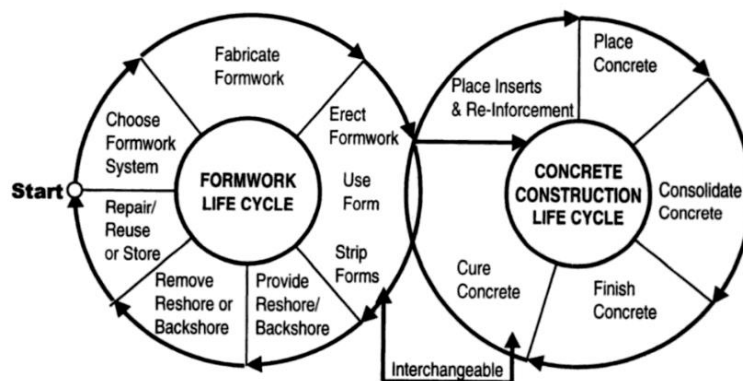 Fabricate
Formwork
Choose
Formwork
System
Start
Repair/
Reuse
or Store
Remove
Reshore or
Backshore
Provide
Reshore/
Backshore
Strip
Forms
Use
Form
Erect
Formwork
FORMWORK
LIFE CYCLE
Place Inserts
& Re-Inforcement
Place
Concrete
Consolidate
Concrete
Finish
Concrete
Cure
Concrete
CONCRETE
CONSTRUCTION
LIFE CYCLE
Interchangeable